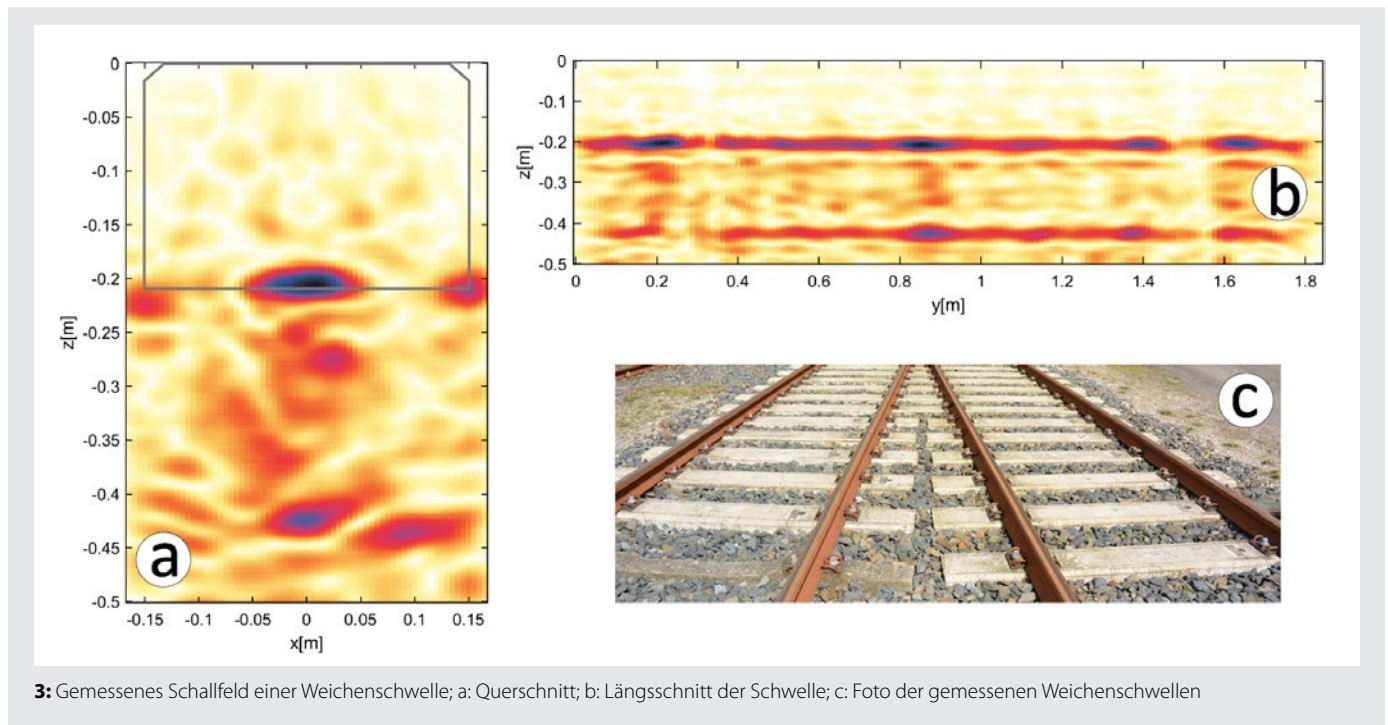 0
-0.05
-0.1
-0.15
-0.2
-0.25
-0.3
-0.35
-0.4
-0.45
-0.5
z[m]
-0.15 -0.1 -0.05 0 0.05 0.1 0.15
x[m]
a
0
-0.1
-0.2
-0.3
-0.4
-0.5
z[m]
0 0.2 0.4 0.6 0.8 1 1.2 1.4 1.6 1.8
y[m]
b
c
3: Gemessenes Schallfeld einer Weichenschwelle; a: Querschnitt; b: Längsschnitt der Schwelle; c: Foto der gemessenen Weichenschwellen